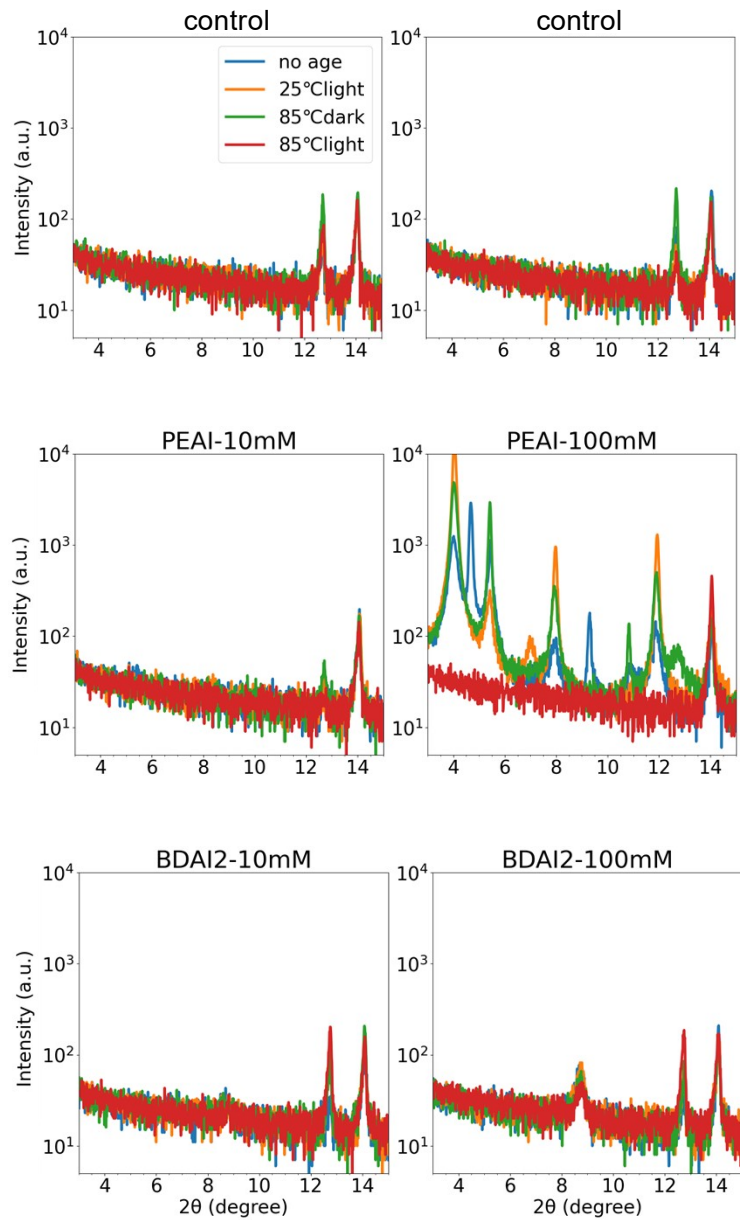 control control
10⁴ 10³ 10² 10¹
Intensity (a.u.)
no age
25℃light
85℃dark
85℃light
4 6 8 10 12 14
10⁴ 10³ 10² 10¹
4 6 8 10 12 14
PEAI-10mM PEAI-100mM
10⁴ 10³ 10² 10¹
Intensity (a.u.)
4 6 8 10 12 14
10⁴ 10³ 10² 10¹
4 6 8 10 12 14
BDAI2-10mM BDAI2-100mM
10⁴ 10³ 10² 10¹
Intensity (a.u.)
4 6 8 10 12 14
2θ (degree)
10⁴ 10³ 10² 10¹
4 6 8 10 12 14
2θ (degree)